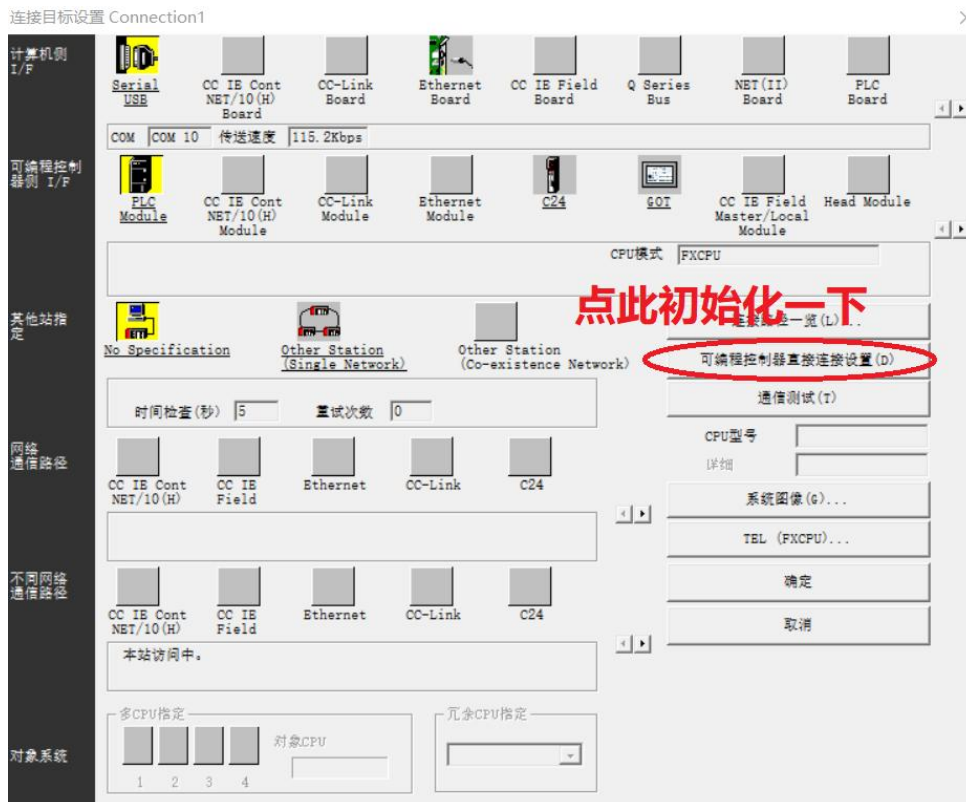 连接目标设置 Connection1
计算机侧
I/F
Serial
USB
CC IE Cont
NET/10(H)
Board
CC-Link
Board
Ethernet
Board
CC IE Field
Board
Q Series
Bus
NET(II)
Board
PLC
Board
COM COM 10 传送速度 115.2Kbps
可编程控制
器侧 I/F
PLC
Module
CC IE Cont
NET/10(H)
Module
CC-Link
Module
Ethernet
Module
C24
GOT
CC IE Field
Master/Local
Module
Head Module
CPU模式 FXCPU
点此初始化一下
其他站指
定
No Specification
Other Station
(Single Network)
Other Station
(Co-existence Network)
连接路径一览(L)...
可编程控制器直接连接设置(D)
时间检查(秒) 5 重试次数 0
通信测试(T)
CPU型号
详细
网络
通信路径
CC IE Cont
NET/10(H)
CC IE
Field
Ethernet
CC-Link
C24
系统图像(G)...
TEL (FXCPU)...
不同网络
通信路径
CC IE Cont
NET/10(H)
CC IE
Field
Ethernet
CC-Link
C24
确定
取消
本站访问中。
对象系统
多CPU指定
1 2 3 4
对象CPU
冗余CPU指定